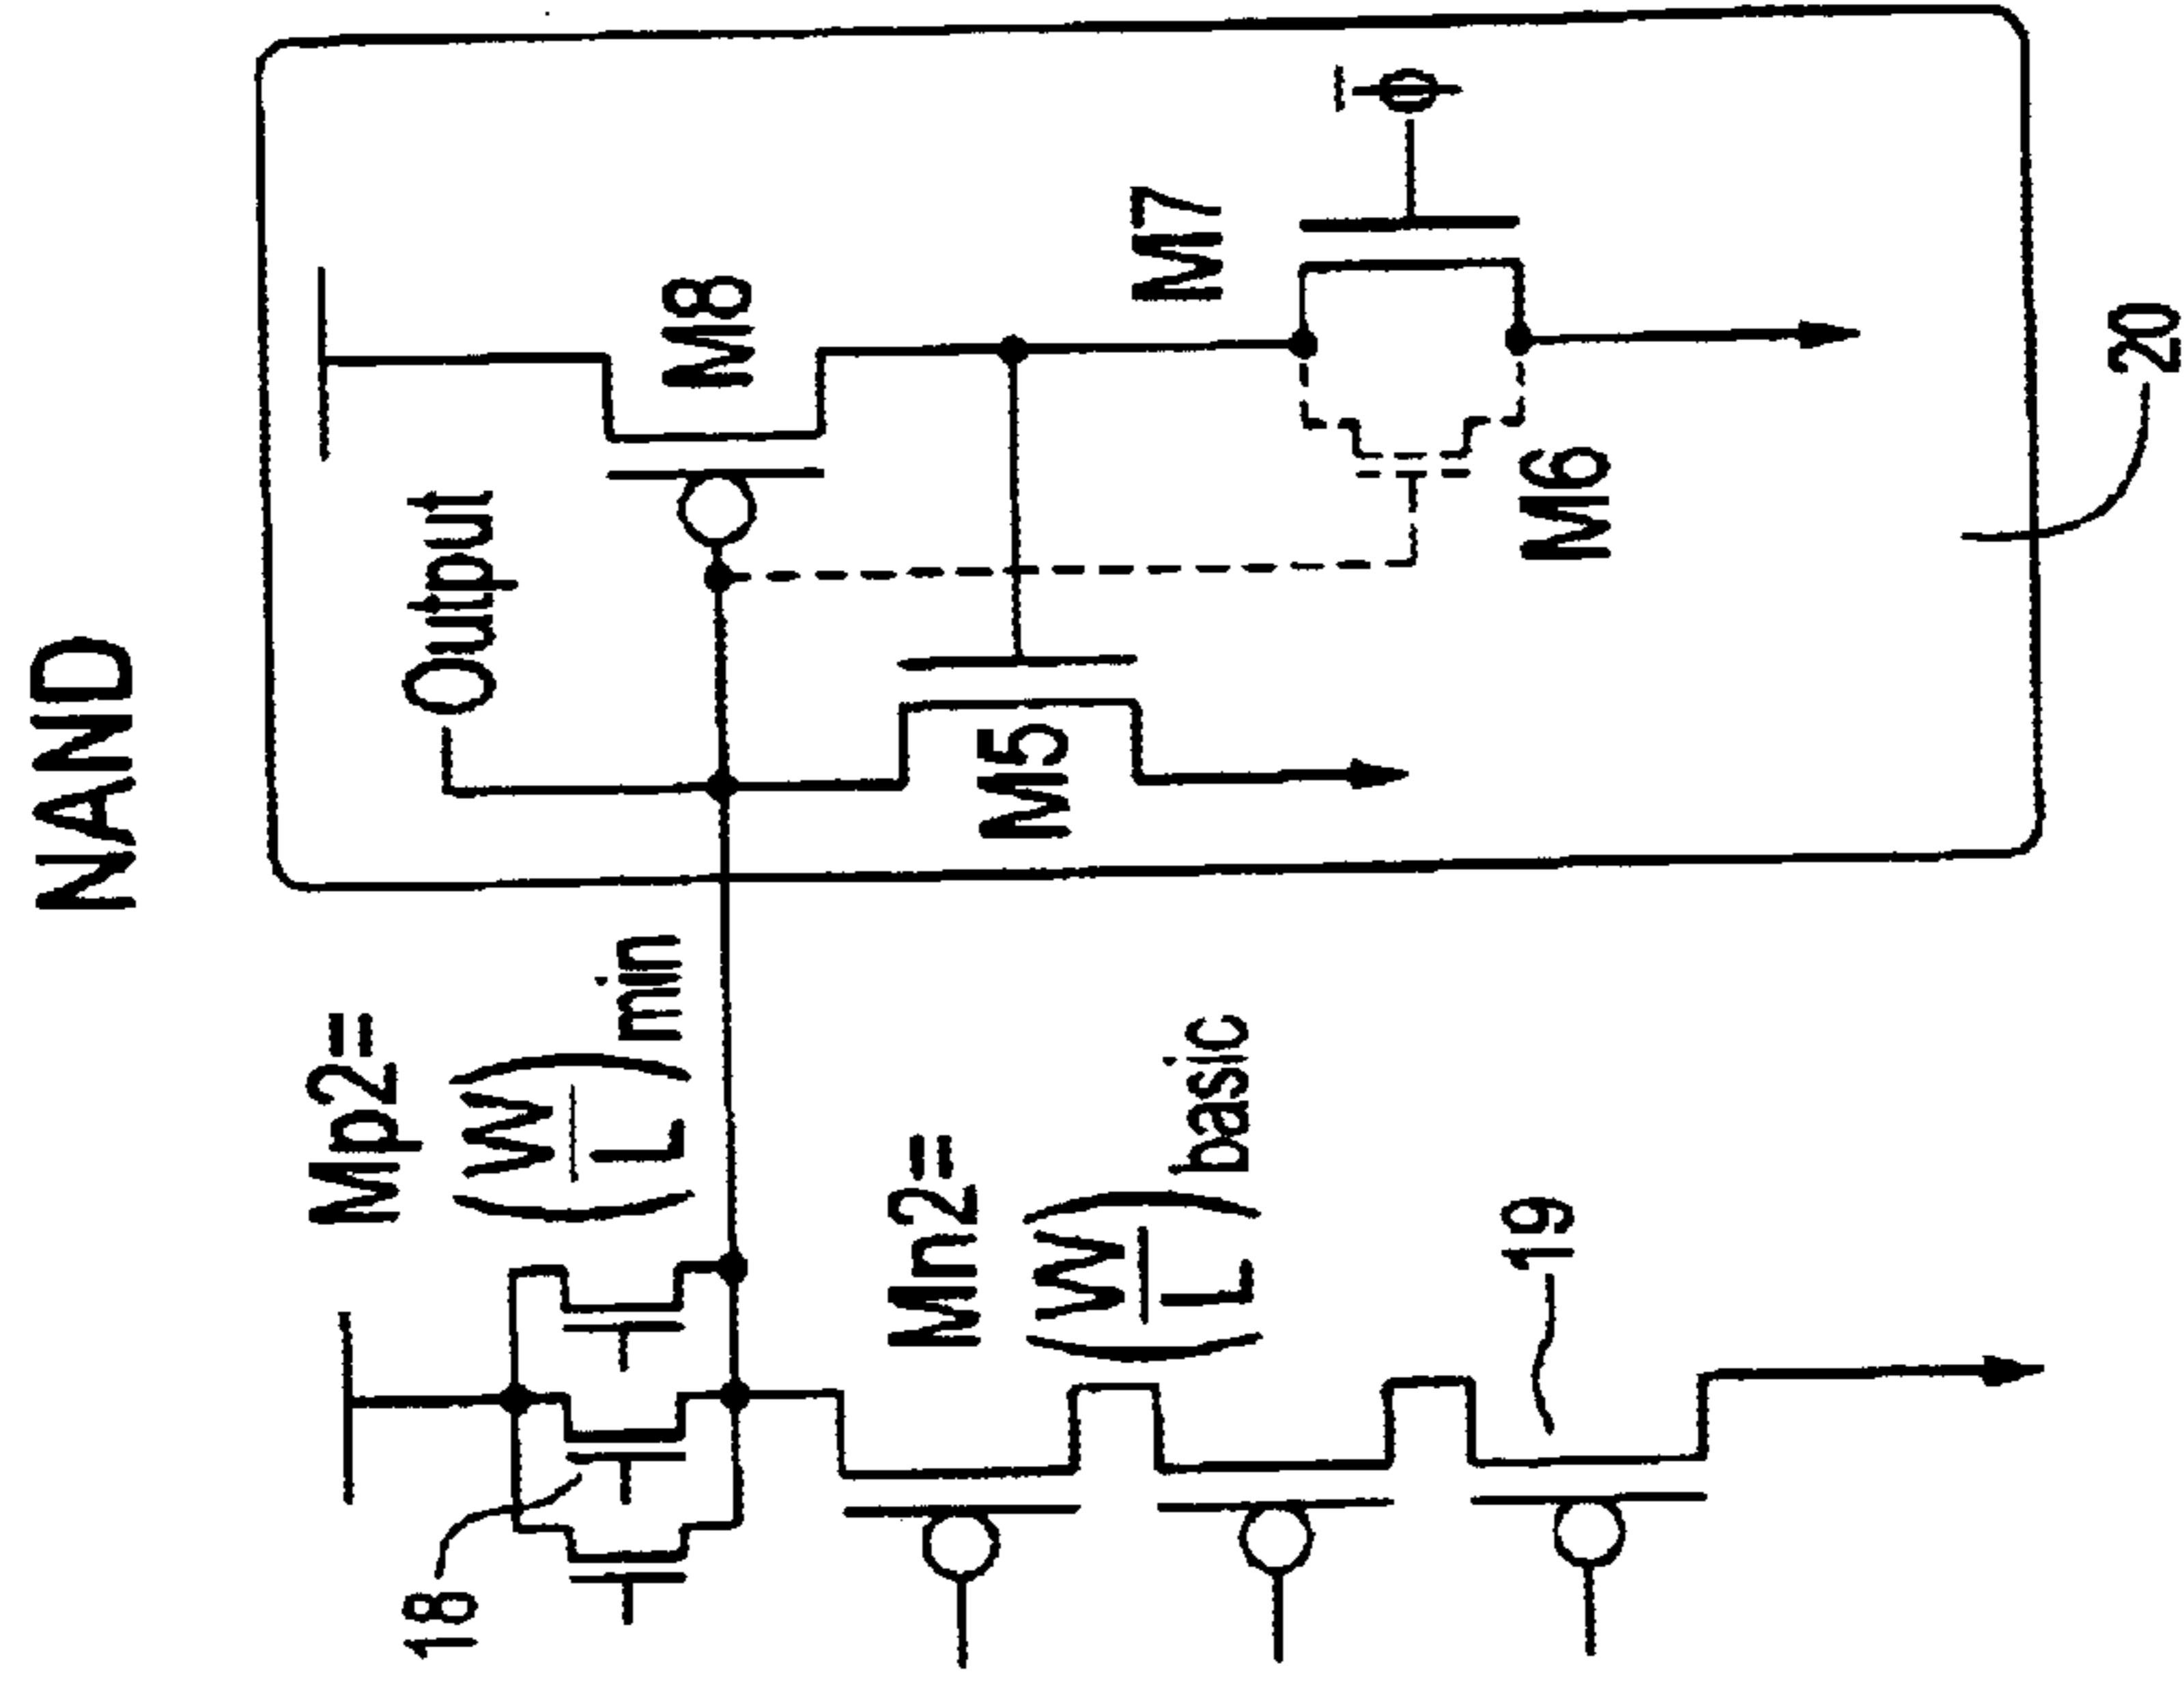 NAND
Mp2=
(W/L) min
18
Mn2=
(W/L) basic
19
Output
M8
M5
M7
M6
ϕ̅
20